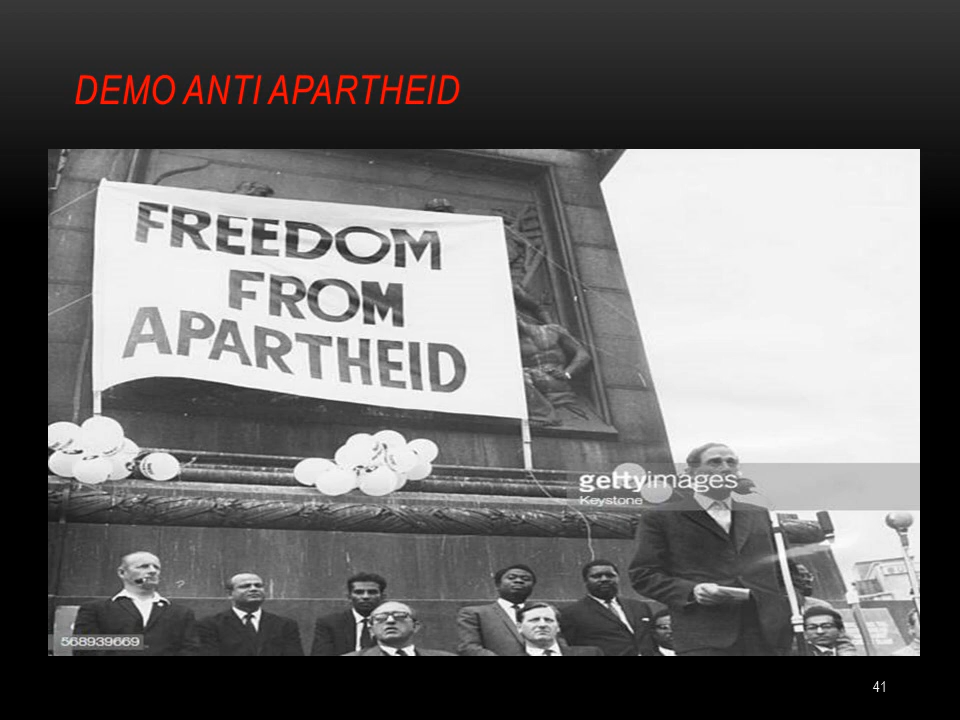 DEMO ANTI APARTHEID
FREEDOM
FROM
APARTHEID
gettyimages
Keystone
568939669
41